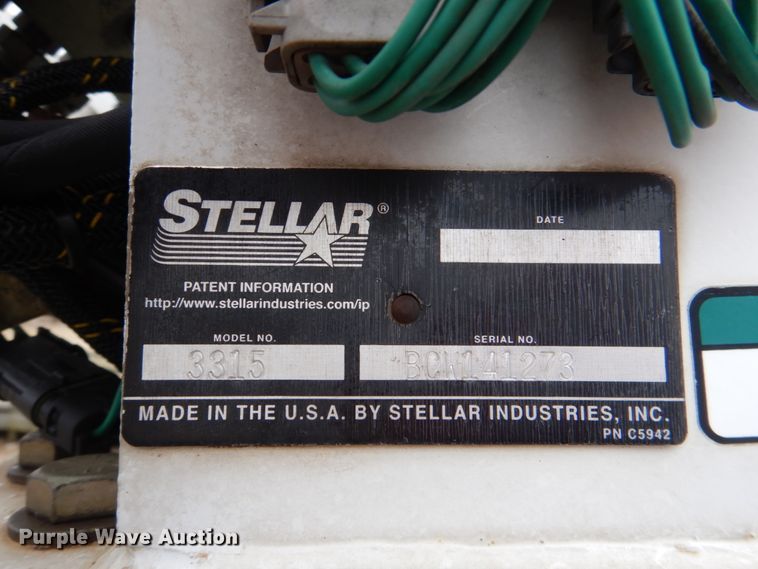 STELLAR®
DATE
PATENT INFORMATION
http://www.stellarindustries.com/ip
MODEL NO.
SERIAL NO.
3315
BCW141273
MADE IN THE U.S.A. BY STELLAR INDUSTRIES, INC.
PN C5942
Purple Wave Auction